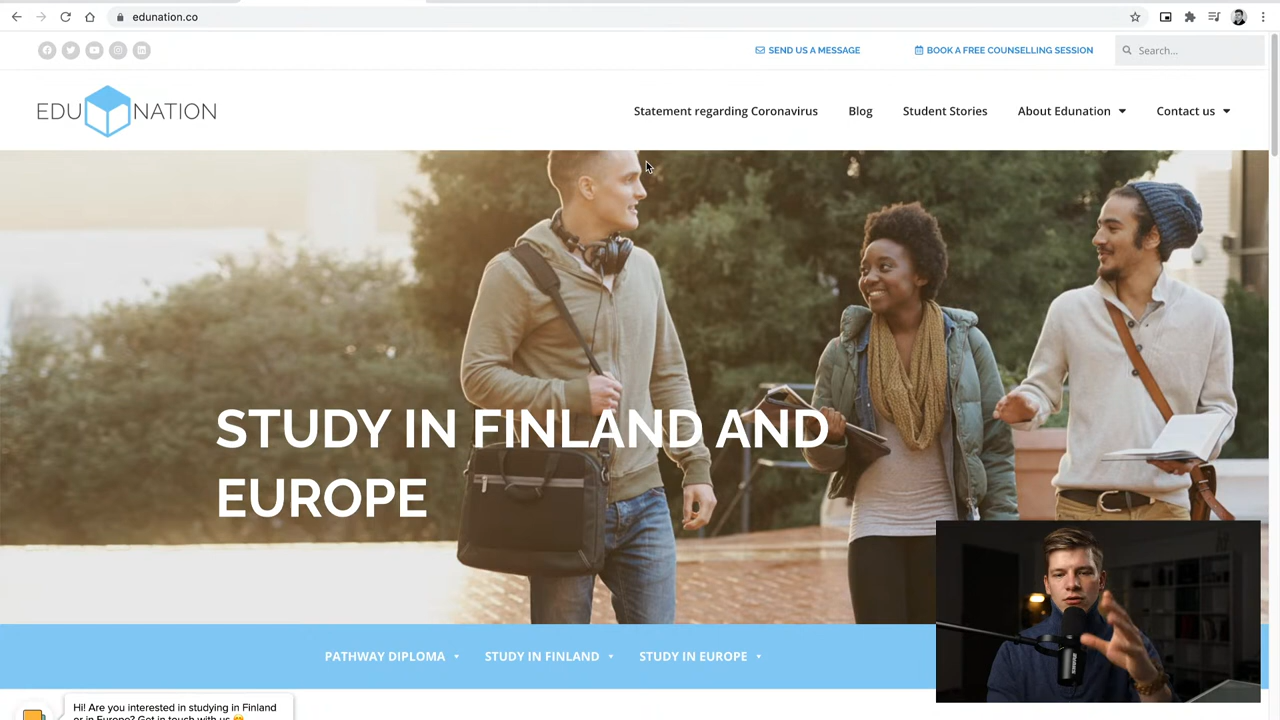 edunation.co
SEND US A MESSAGE
BOOK A FREE COUNSELLING SESSION
Search...
EDU NATION
Statement regarding Coronavirus
Blog
Student Stories
About Edunation
Contact us
STUDY IN FINLAND AND
EUROPE
PATHWAY DIPLOMA
STUDY IN FINLAND
STUDY IN EUROPE
Hi! Are you interested in studying in Finland
or in Europe? Get in touch with us